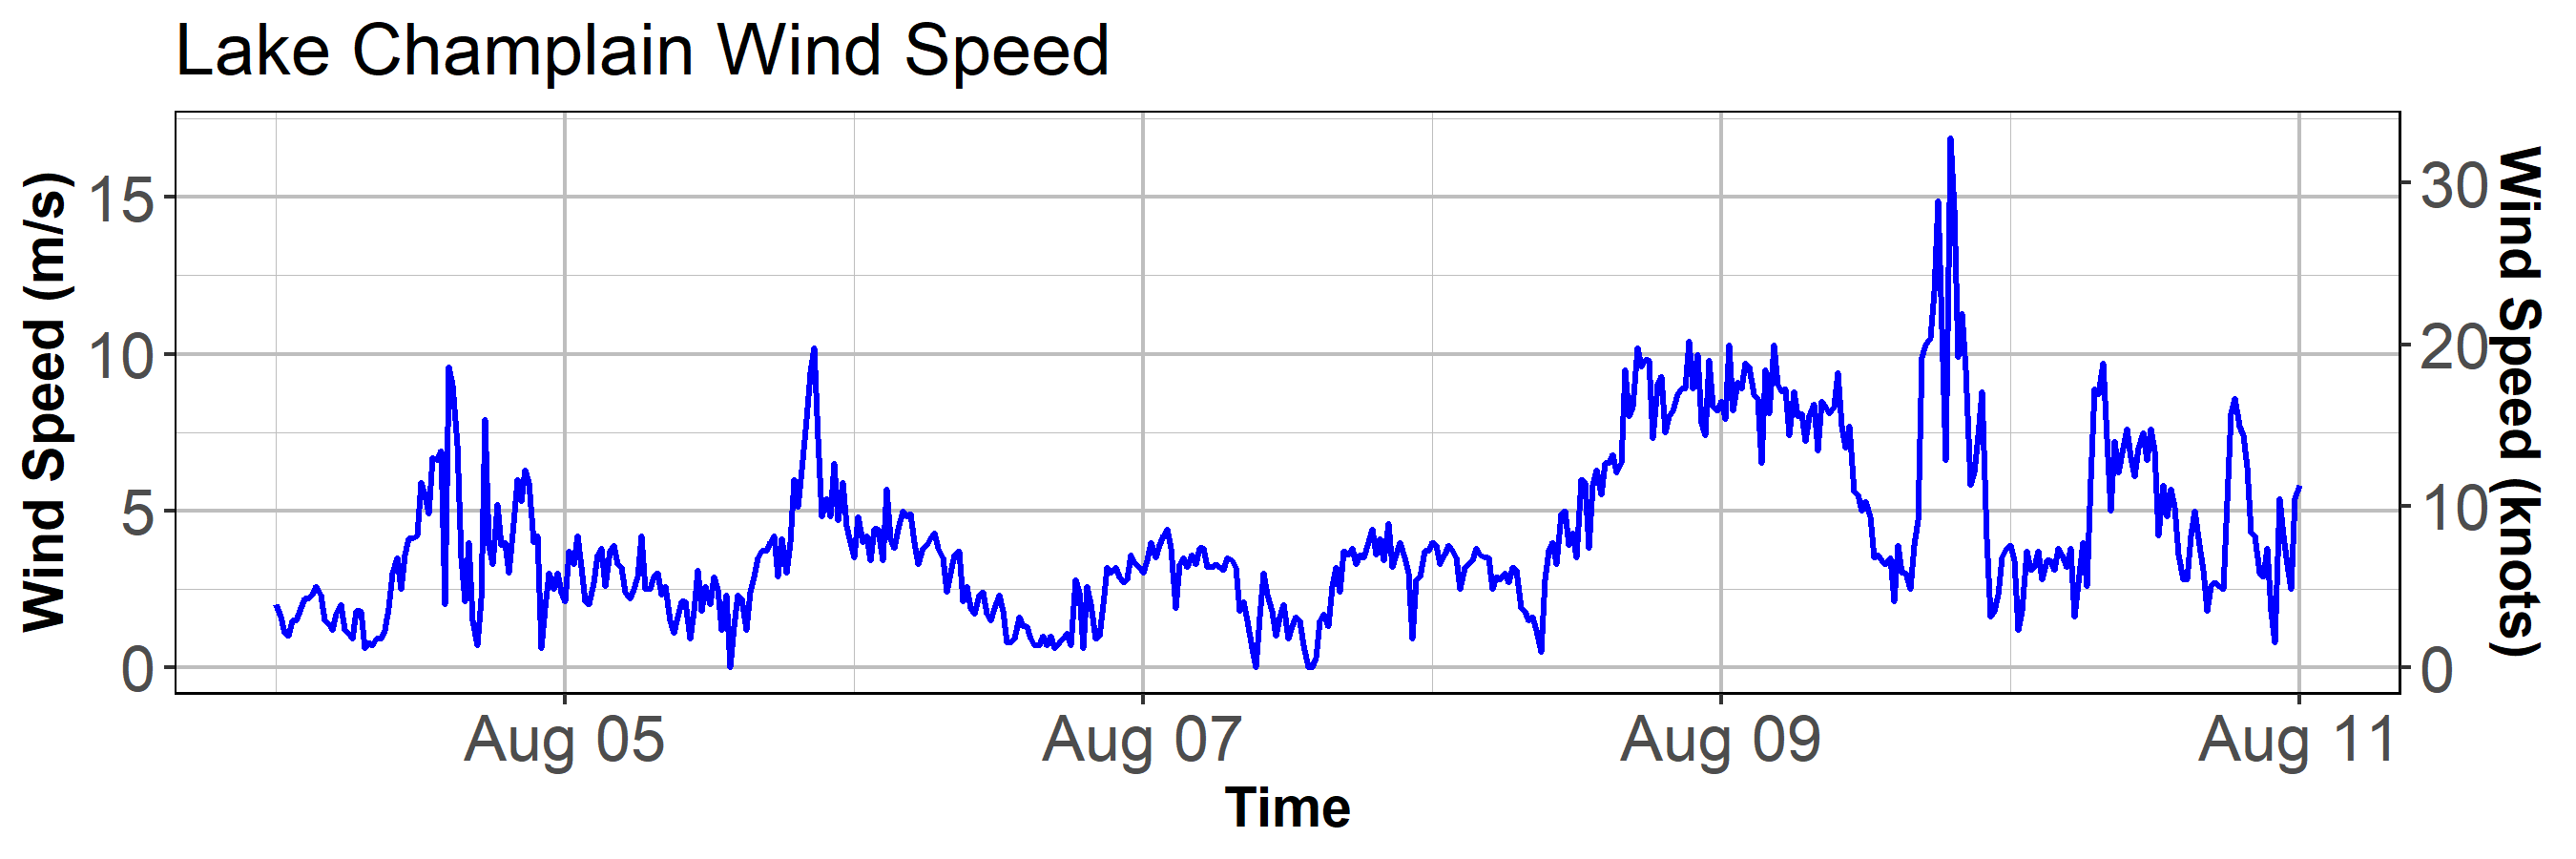 Lake Champlain Wind Speed
Wind Speed (m/s)
15
10
5
0
30
20
10
0
Wind Speed (knots)
Aug 05
Aug 07
Aug 09
Aug 11
Time